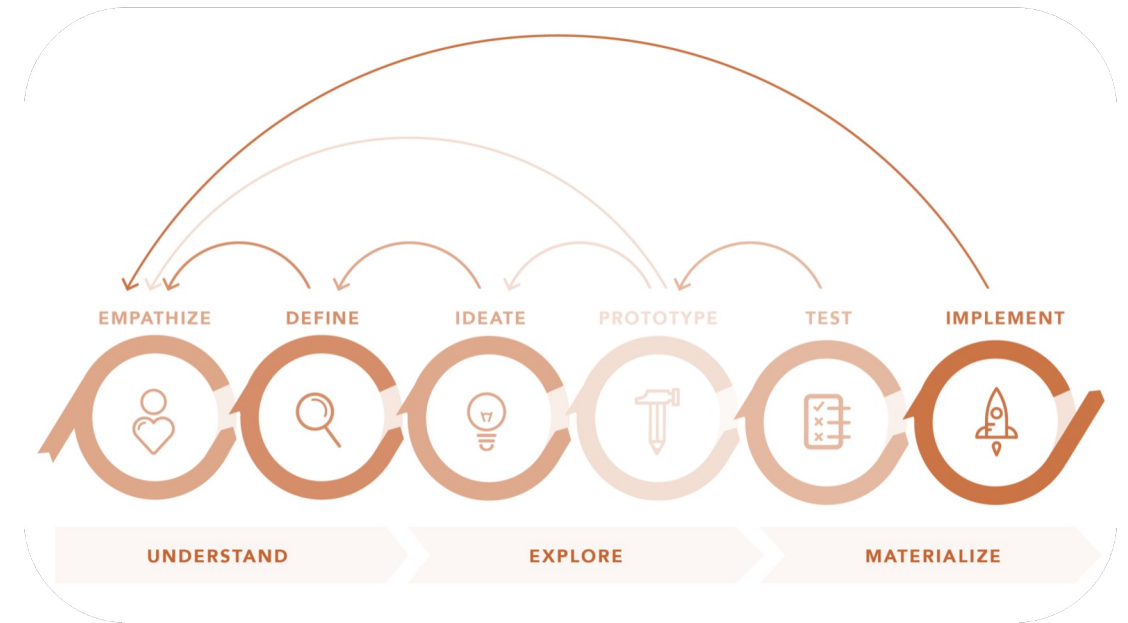 EMPATHIZE
DEFINE
IDEATE
PROTOTYPE
TEST
IMPLEMENT
UNDERSTAND
EXPLORE
MATERIALIZE